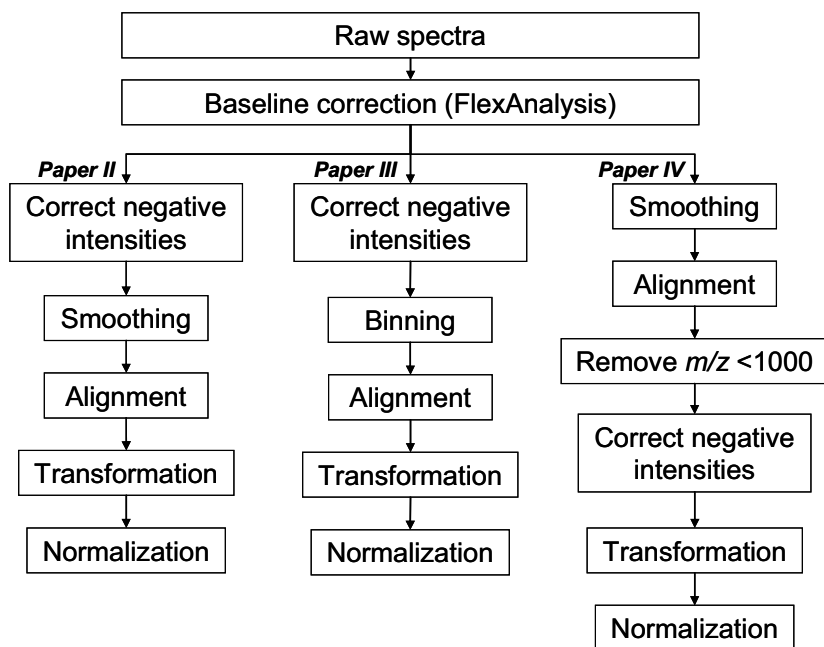 Raw spectra
Baseline correction (FlexAnalysis)
Paper II
Correct negative
intensities
Smoothing
Alignment
Transformation
Normalization
Paper III
Correct negative
intensities
Binning
Alignment
Transformation
Normalization
Paper IV
Smoothing
Alignment
Remove m/z <1000
Correct negative
intensities
Transformation
Normalization